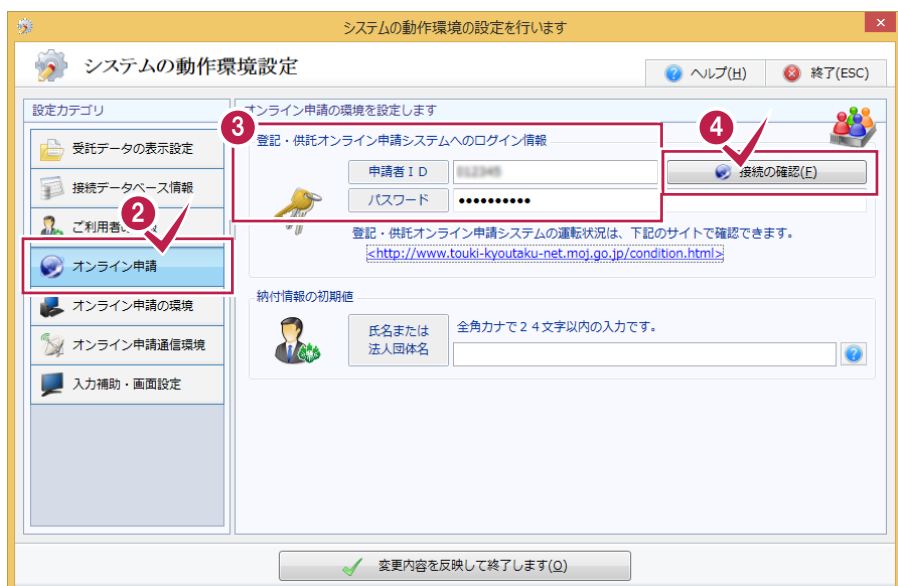 システムの動作環境の設定を行います
システムの動作環境設定
ヘルプ(H)
終了(ESC)
設定カテゴリ
オンライン申請の環境を設定します
3
4
受託データの表示設定
登記・供託オンライン申請システムへのログイン情報
申請者ID
接続の確認(F)
接続データベース情報
パスワード
••••••••••
2
ご利用者
オンライン申請
登記・供託オンライン申請システムの運転状況は、下記のサイトで確認できます。
<http://www.touki-kyoutaku-net.moj.go.jp/condition.html>
オンライン申請の環境
納付情報の初期値
オンライン申請通信環境
氏名または
法人団体名
全角カナで24文字以内の入力です。
入力補助・画面設定
変更内容を反映して終了します(O)